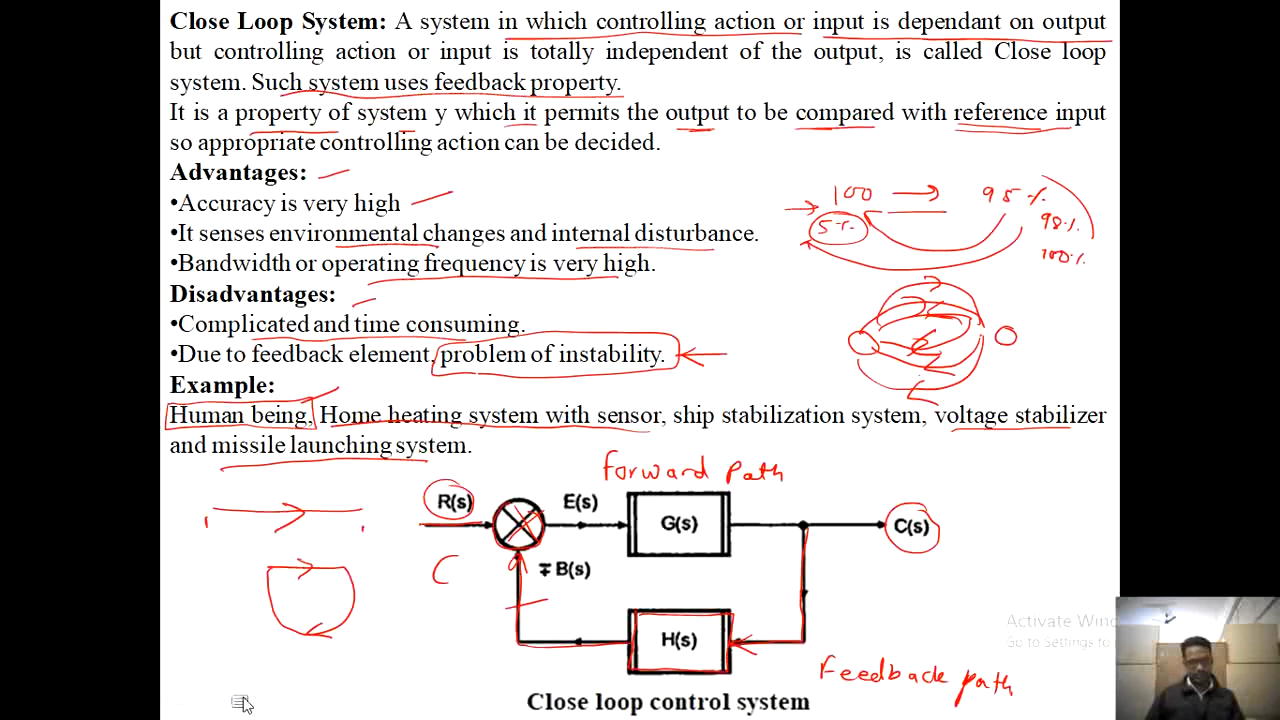 Close Loop System: A system in which controlling action or input is dependant on output
but controlling action or input is totally independent of the output, is called Close loop
system. Such system uses feedback property.
It is a property of system y which it permits the output to be compared with reference input
so appropriate controlling action can be decided.
Advantages:
•Accuracy is very high
•It senses environmental changes and internal disturbance.
•Bandwidth or operating frequency is very high.
Disadvantages:
•Complicated and time consuming.
•Due to feedback element, problem of instability.
Example:
Human being, Home heating system with sensor, ship stabilization system, voltage stabilizer
and missile launching system.
100 95%
5% 98%
100%
Forward path
R(s) E(s) G(s) C(s)
∓ B(s)
H(s)
Feedback path
Close loop control system
Activate Wind
Go to Settings to